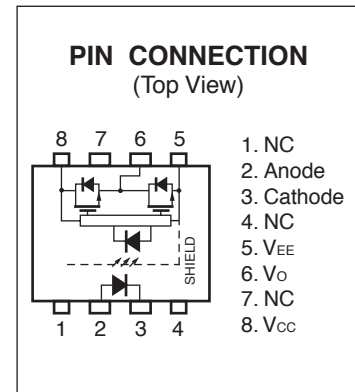 PIN CONNECTION
(Top View)
8 7 6 5
SHIELD
1 2 3 4
1. NC
2. Anode
3. Cathode
4. NC
5. VEE
6. VO
7. NC
8. VCC